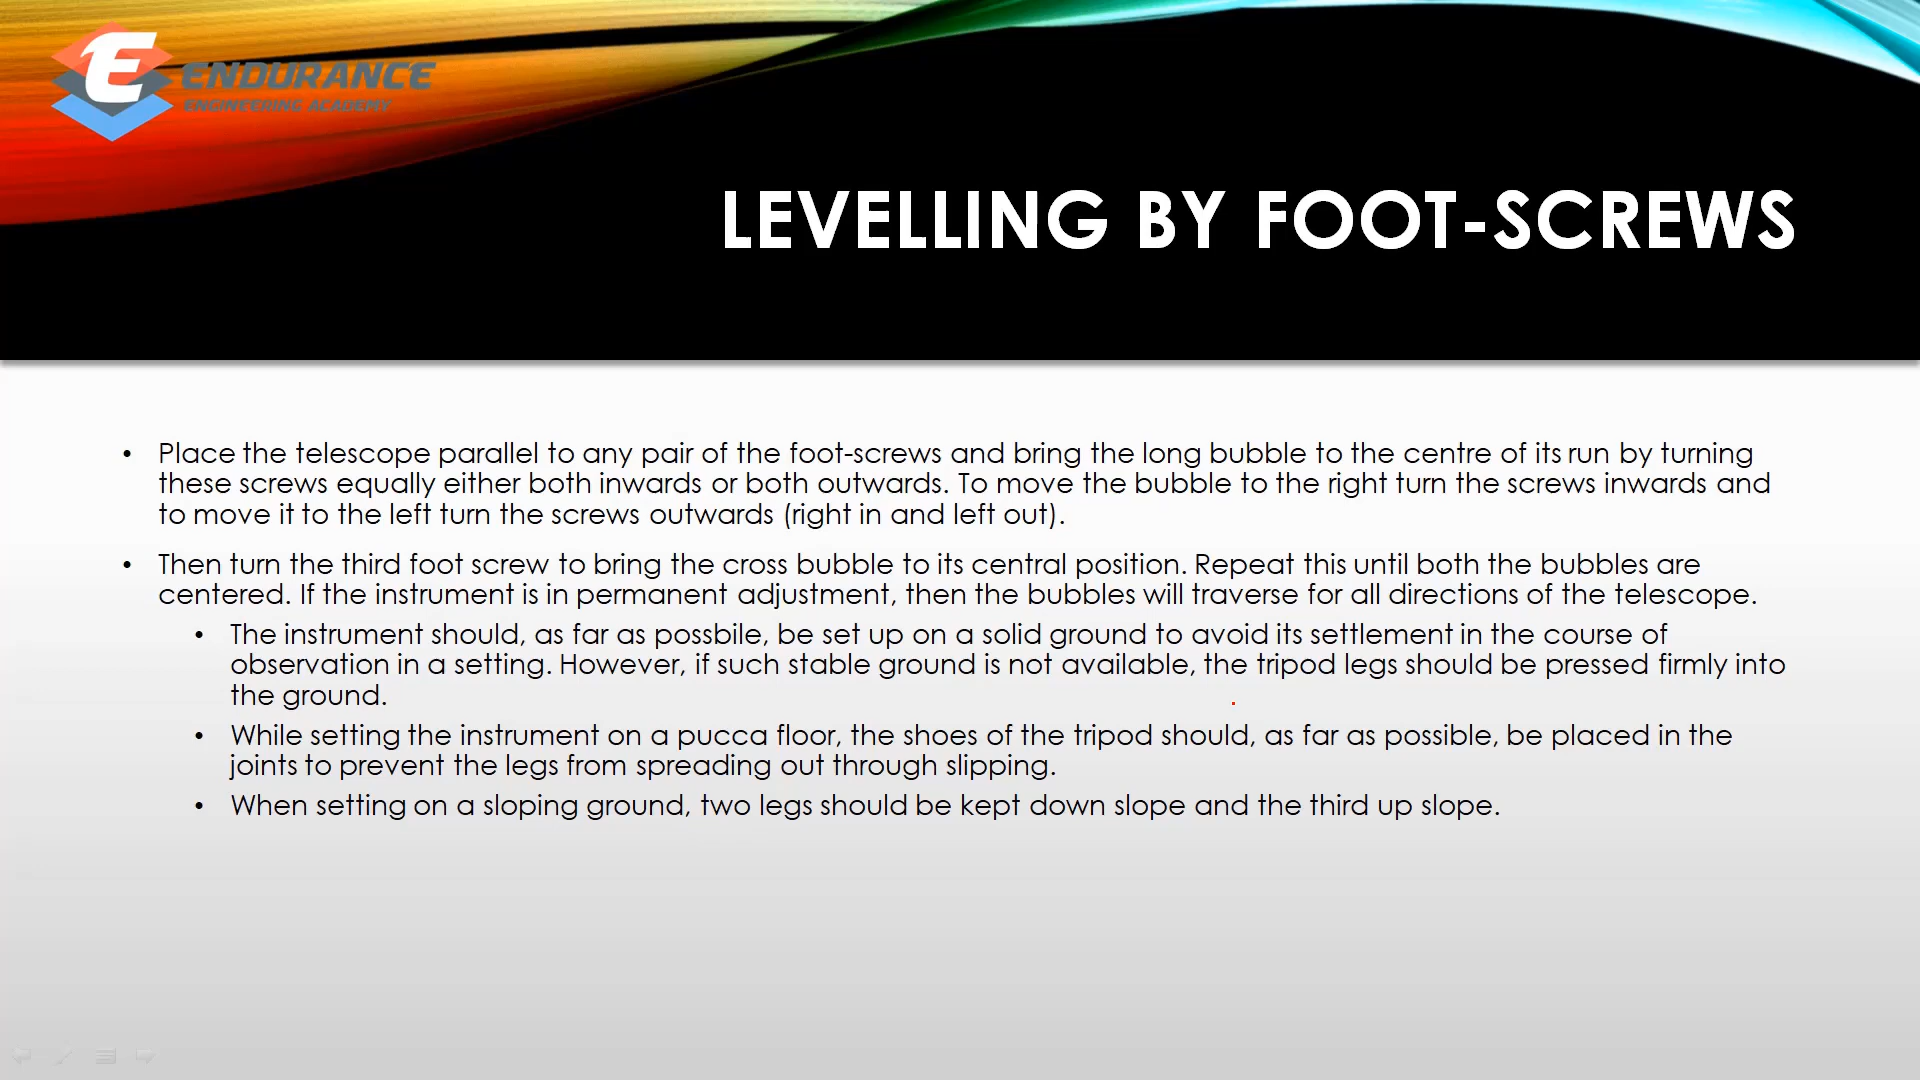 ENDURANCE
ENGINEERING ACADEMY
LEVELLING BY FOOT-SCREWS
• Place the telescope parallel to any pair of the foot-screws and bring the long bubble to the centre of its run by turning
these screws equally either both inwards or both outwards. To move the bubble to the right turn the screws inwards and
to move it to the left turn the screws outwards (right in and left out).
• Then turn the third foot screw to bring the cross bubble to its central position. Repeat this until both the bubbles are
centered. If the instrument is in permanent adjustment, then the bubbles will traverse for all directions of the telescope.
• The instrument should, as far as possbile, be set up on a solid ground to avoid its settlement in the course of
observation in a setting. However, if such stable ground is not available, the tripod legs should be pressed firmly into
the ground.
• While setting the instrument on a pucca floor, the shoes of the tripod should, as far as possible, be placed in the
joints to prevent the legs from spreading out through slipping.
• When setting on a sloping ground, two legs should be kept down slope and the third up slope.